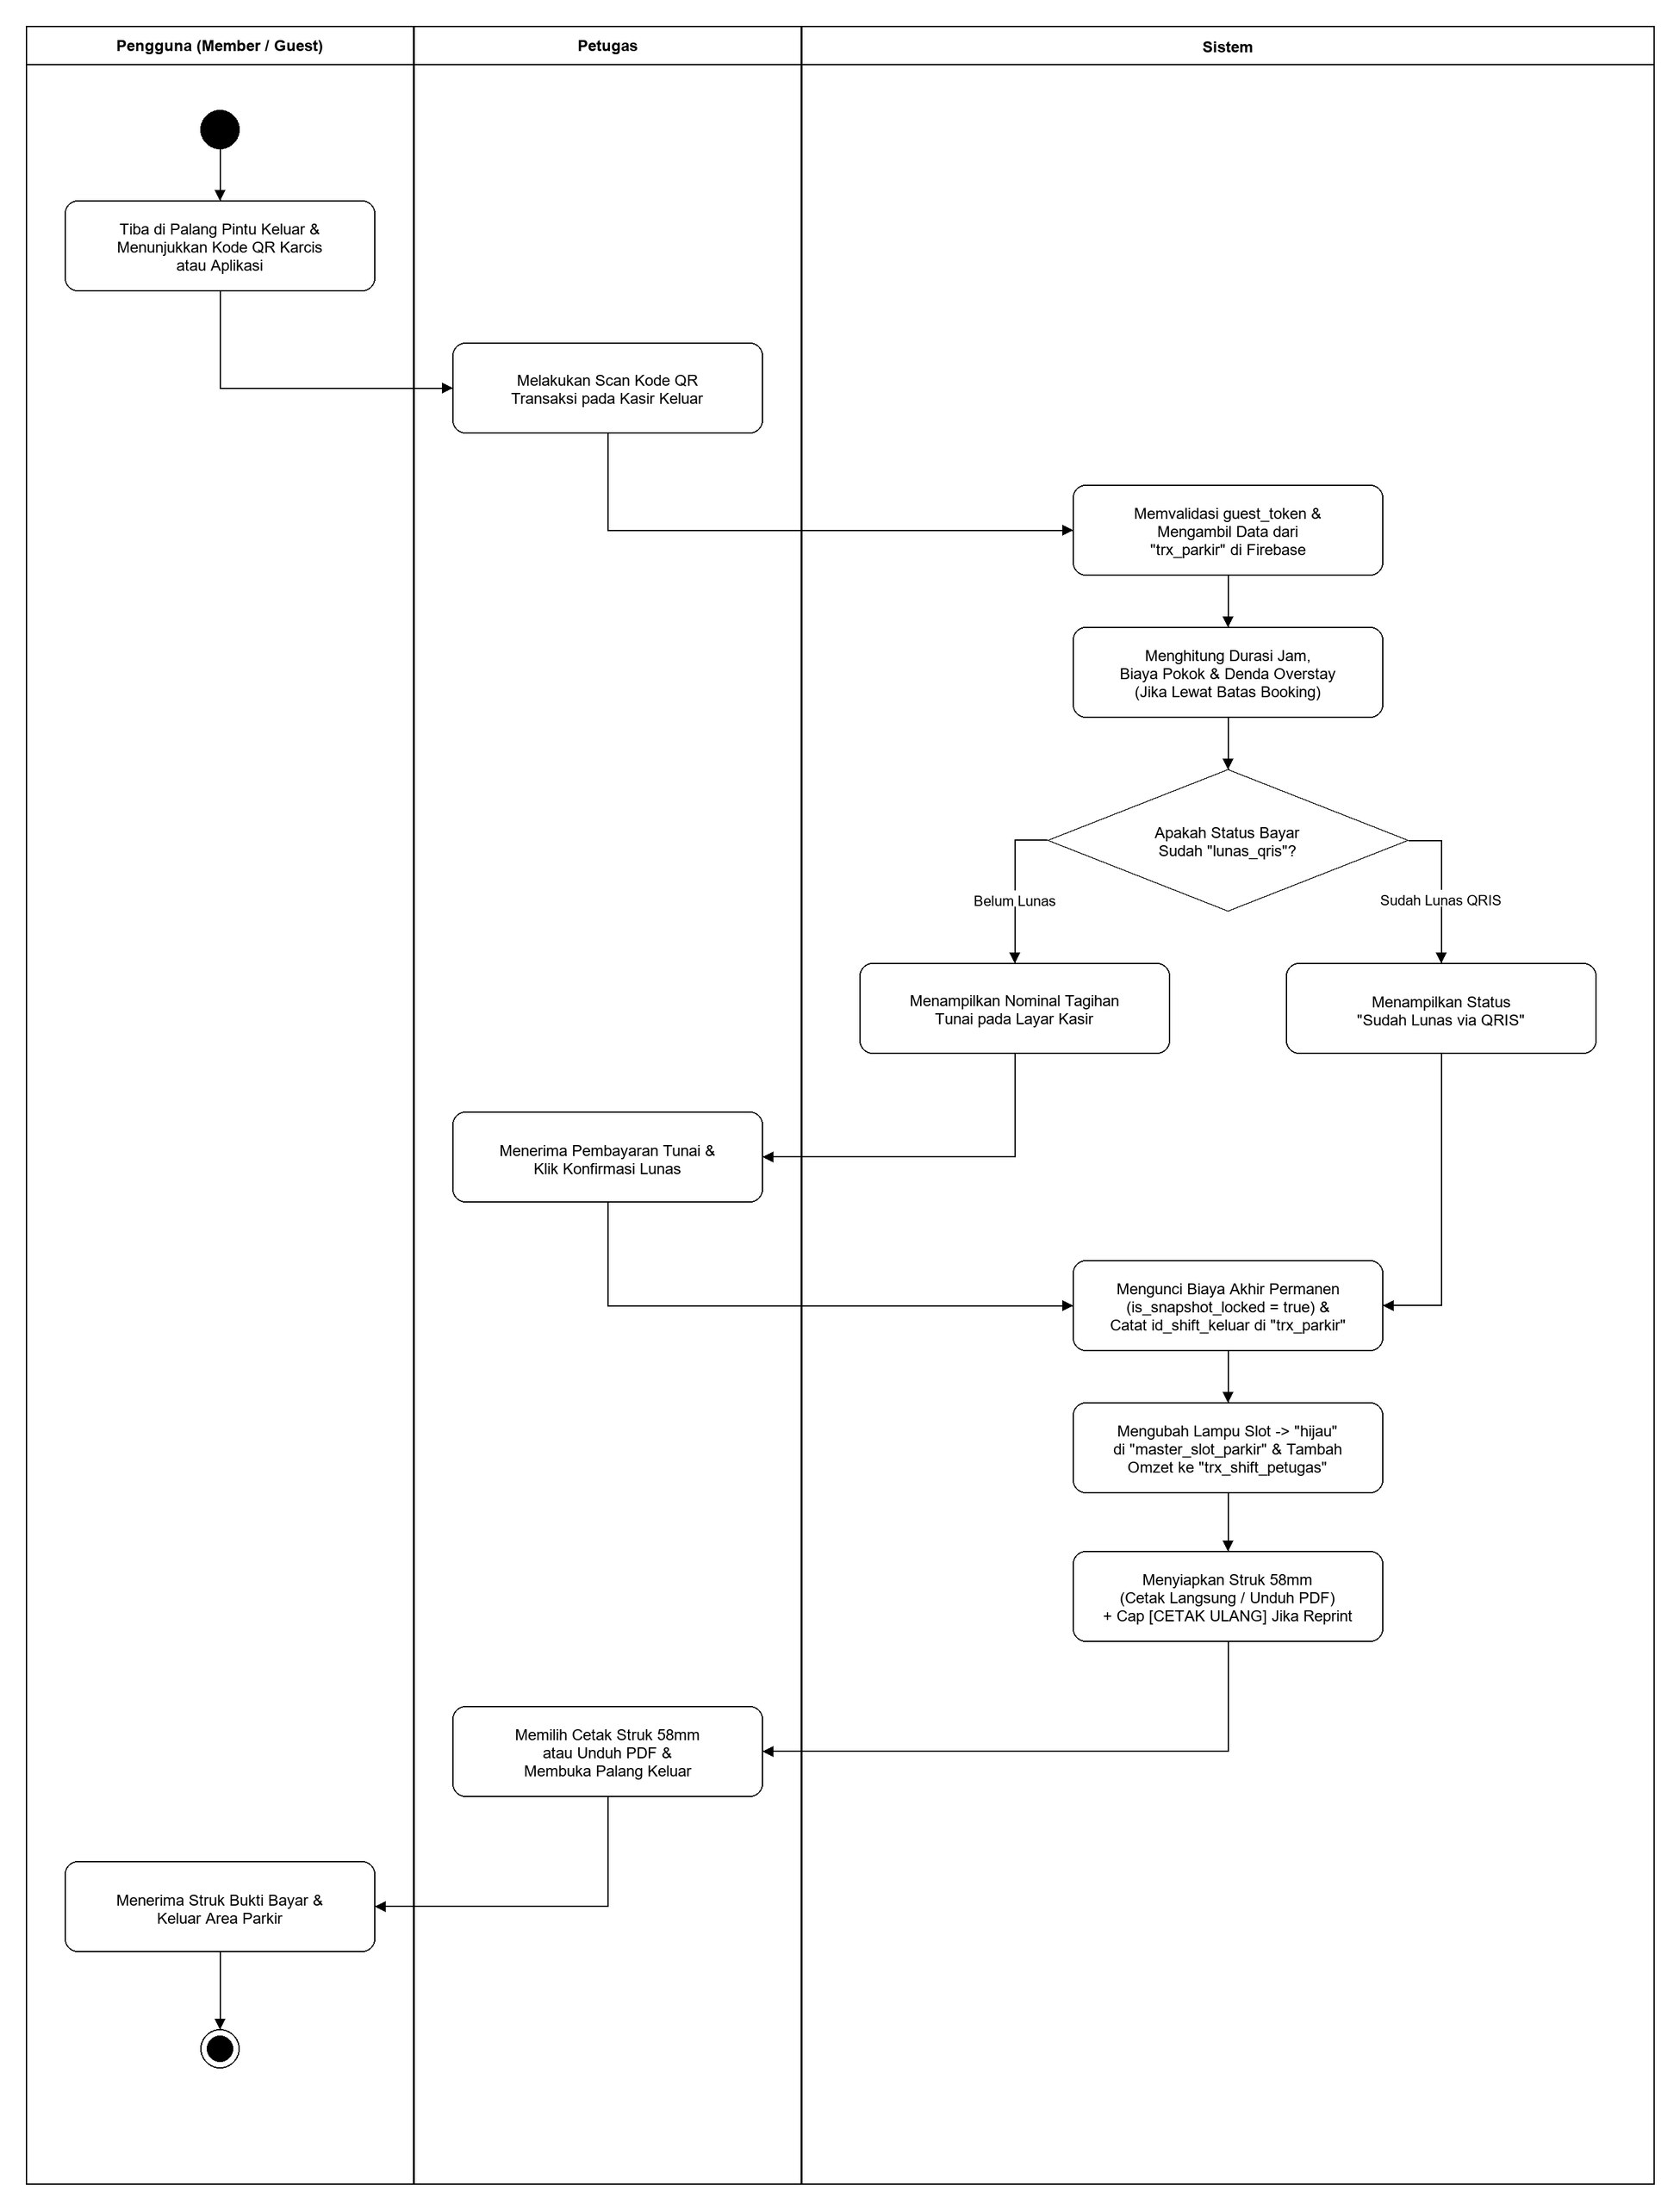 Pengguna (Member / Guest)
Petugas
Sistem
Tiba di Palang Pintu Keluar &
Menunjukkan Kode QR Karcis
atau Aplikasi
Melakukan Scan Kode QR
Transaksi pada Kasir Keluar
Memvalidasi guest_token &
Mengambil Data dari
"trx_parkir" di Firebase
Menghitung Durasi Jam,
Biaya Pokok & Denda Overstay
(Jika Lewat Batas Booking)
Apakah Status Bayar
Sudah "lunas_qris"?
Belum Lunas
Sudah Lunas QRIS
Menampilkan Nominal Tagihan
Tunai pada Layar Kasir
Menampilkan Status
"Sudah Lunas via QRIS"
Menerima Pembayaran Tunai &
Klik Konfirmasi Lunas
Mengunci Biaya Akhir Permanen
(is_snapshot_locked = true) &
Catat id_shift_keluar di "trx_parkir"
Mengubah Lampu Slot -> "hijau"
di "master_slot_parkir" & Tambah
Omzet ke "trx_shift_petugas"
Menyiapkan Struk 58mm
(Cetak Langsung / Unduh PDF)
+ Cap [CETAK ULANG] Jika Reprint
Memilih Cetak Struk 58mm
atau Unduh PDF &
Membuka Palang Keluar
Menerima Struk Bukti Bayar &
Keluar Area Parkir